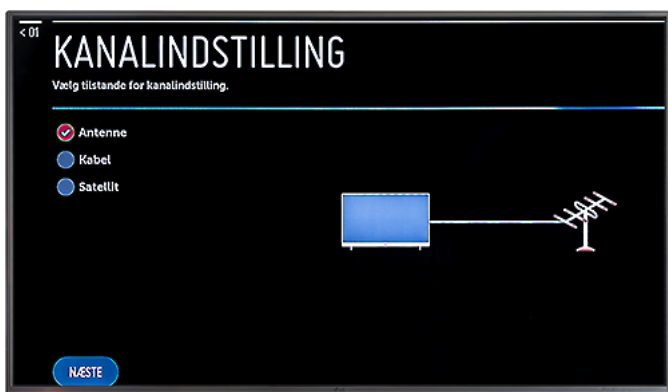 < 01
KANALINDSTILLING
Vælg tilstande for kanalindstilling.
Antenne
Kabel
Satellit
NÆSTE